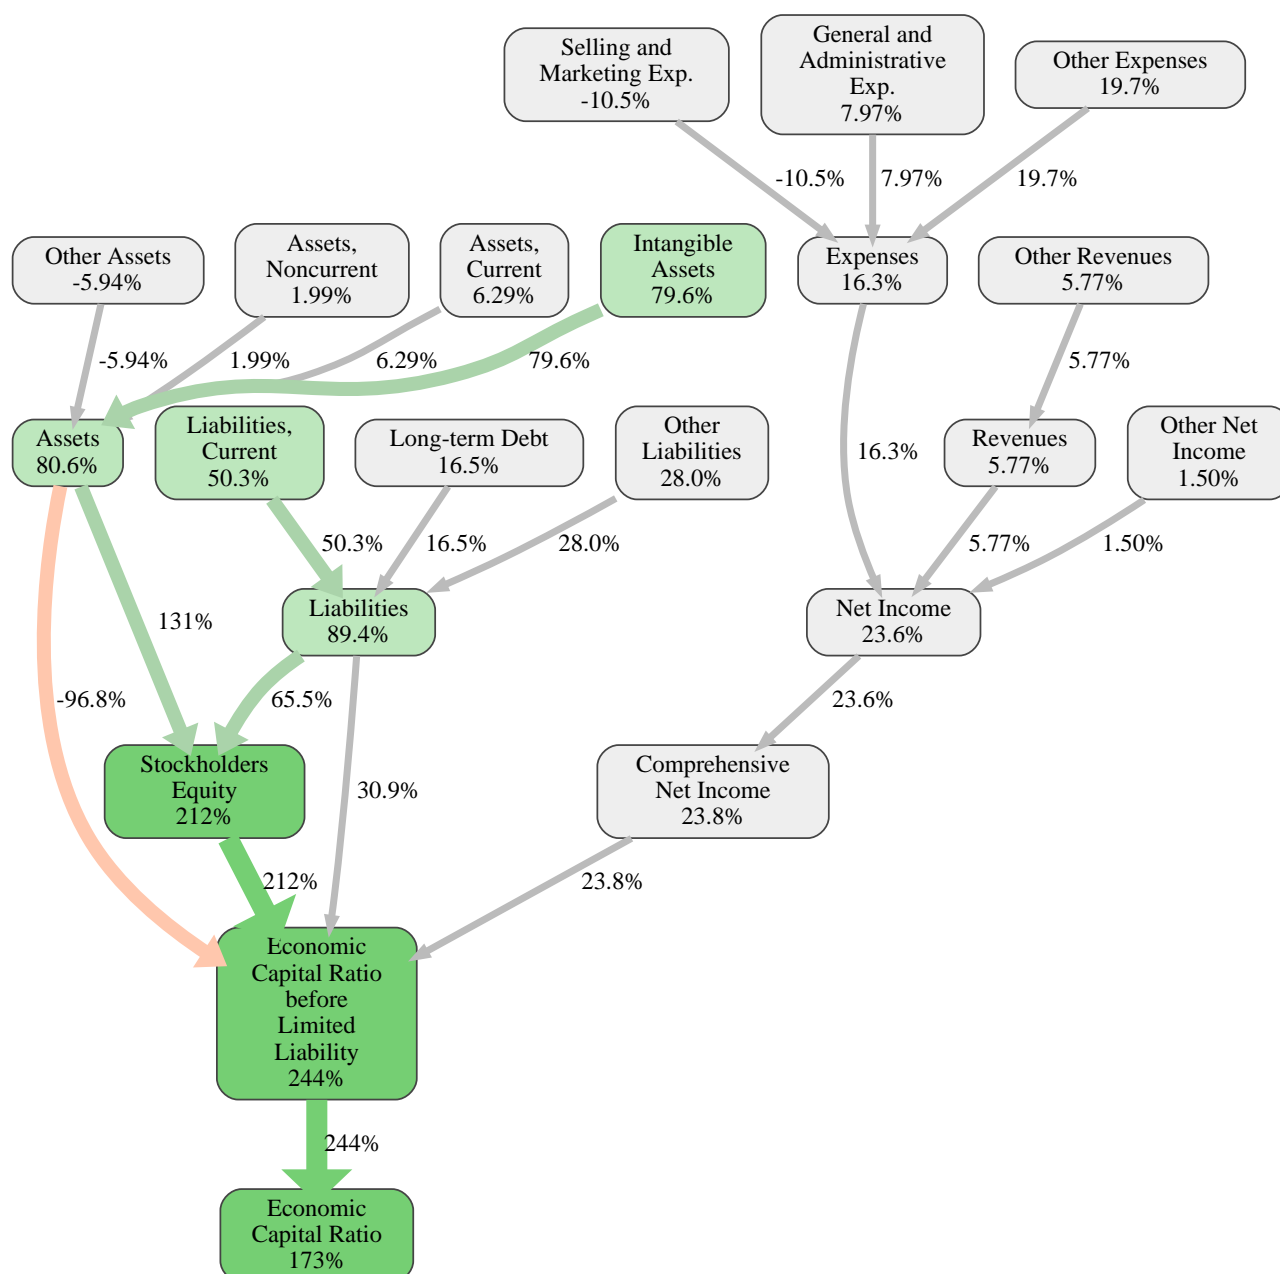 Selling and
Marketing Exp.
-10.5%
General and
Administrative
Exp.
7.97%
Other Expenses
19.7%
-10.5%
7.97%
19.7%
Other Assets
-5.94%
Assets,
Noncurrent
1.99%
Assets,
Current
6.29%
Intangible
Assets
79.6%
Expenses
16.3%
Other Revenues
5.77%
-5.94%
1.99%
6.29%
79.6%
5.77%
Assets
80.6%
Liabilities,
Current
50.3%
Long-term Debt
16.5%
Other
Liabilities
28.0%
16.3%
Revenues
5.77%
Other Net
Income
1.50%
50.3%
16.5%
28.0%
5.77%
1.50%
131%
Liabilities
89.4%
Net Income
23.6%
-96.8%
65.5%
23.6%
Stockholders
Equity
212%
30.9%
Comprehensive
Net Income
23.8%
212%
23.8%
Economic
Capital Ratio
before
Limited
Liability
244%
244%
Economic
Capital Ratio
173%